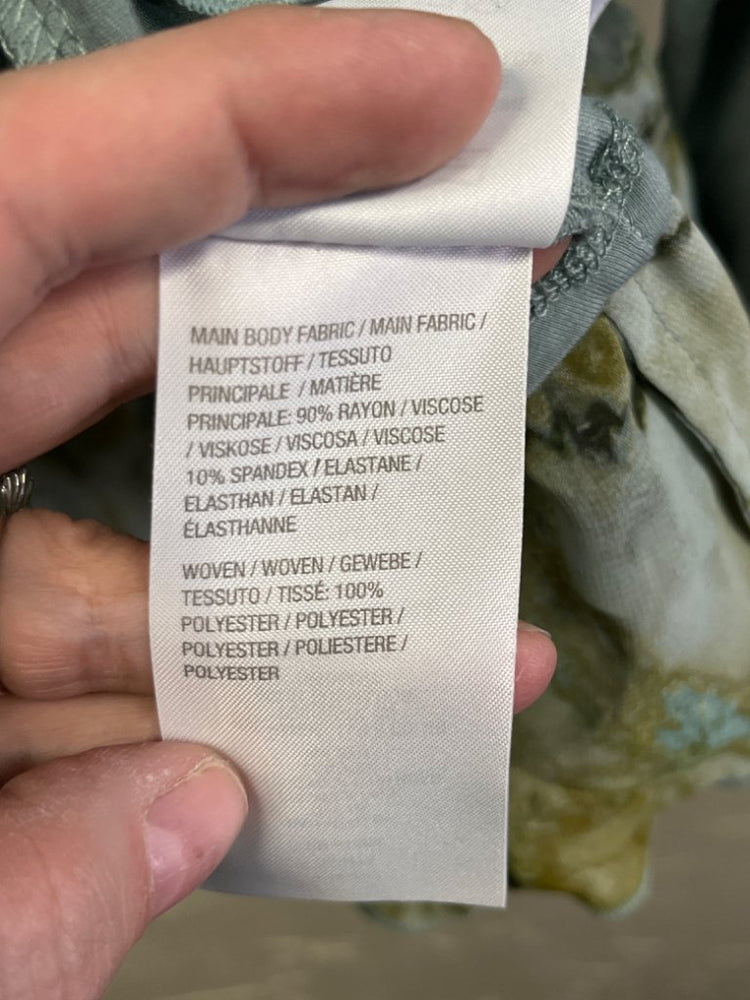 MAIN BODY FABRIC / MAIN FABRIC /
HAUPTSTOFF / TESSUTO
PRINCIPALE / MATIÈRE
PRINCIPALE: 90% RAYON / VISCOSE
/ VISKOSE / VISCOSA / VISCOSE
10% SPANDEX / ELASTANE /
ELASTHAN / ELASTAN /
ÉLASTHANNE
WOVEN / WOVEN / GEWEBE /
TESSUTO / TISSÉ: 100%
POLYESTER / POLYESTER /
POLYESTER / POLIESTERE /
POLYESTER